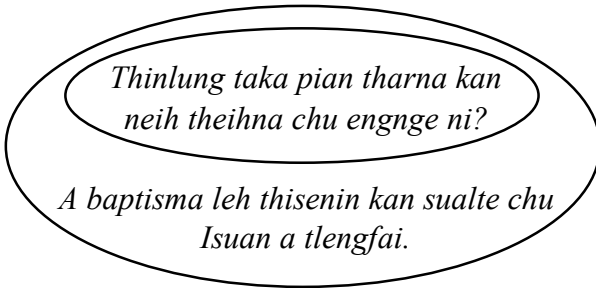 Thinlung taka pian tharna kan
neih theihna chu engnge ni?
A baptisma leh thisenin kan sualte chu
Isuan a tlengfai.